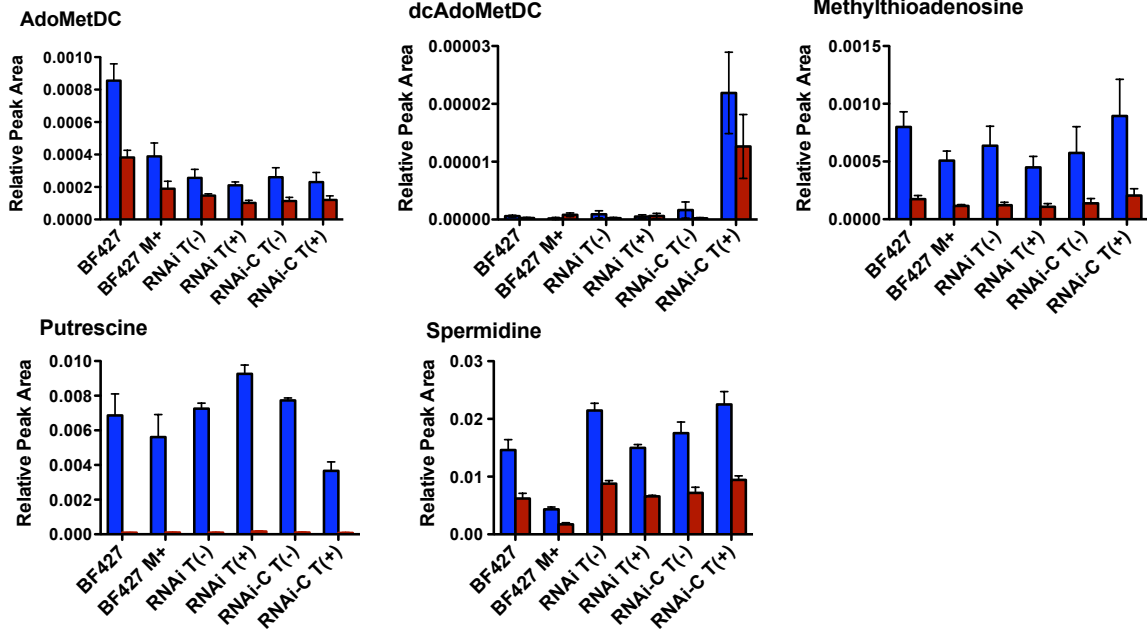 AdoMetDC
Relative Peak Area
0.0010
0.0008
0.0006
0.0004
0.0002
0.0000
BF427
BF427 M+
RNAi T(-)
RNAi T(+)
RNAi-C T(-)
RNAi-C T(+)
dcAdoMetDC
Relative Peak Area
0.00003
0.00002
0.00001
0.00000
BF427
BF427 M+
RNAi T(-)
RNAi T(+)
RNAi-C T(-)
RNAi-C T(+)
Methylthioadenosine
Relative Peak Area
0.0015
0.0010
0.0005
0.0000
BF427
BF427 M+
RNAi T(-)
RNAi T(+)
RNAi-C T(-)
RNAi-C T(+)
Putrescine
Relative Peak Area
0.010
0.008
0.006
0.004
0.002
0.000
BF427
BF427 M+
RNAi T(-)
RNAi T(+)
RNAi-C T(-)
RNAi-C T(+)
Spermidine
Relative Peak Area
0.03
0.02
0.01
0.00
BF427
BF427 M+
RNAi T(-)
RNAi T(+)
RNAi-C T(-)
RNAi-C T(+)